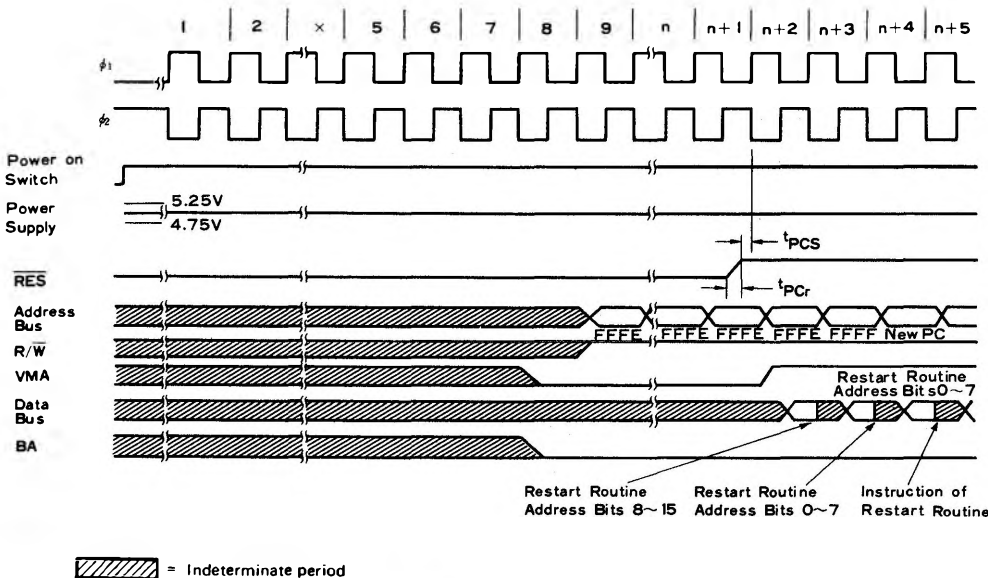 1 2 × 5 6 7 8 9 n n+1 n+2 n+3 n+4 n+5
ϕ1
ϕ2
Power on
Switch
Power
Supply
5.25V
4.75V
tPCS
RES
tPCr
Address
Bus
FFFE FFFE FFFE FFFE FFFF New PC
R/W
VMA
Restart Routine
Address Bits 0~7
Data
Bus
BA
Restart Routine
Address Bits 8~15
Restart Routine
Address Bits 0~7
Instruction of
Restart Routine
= Indeterminate period